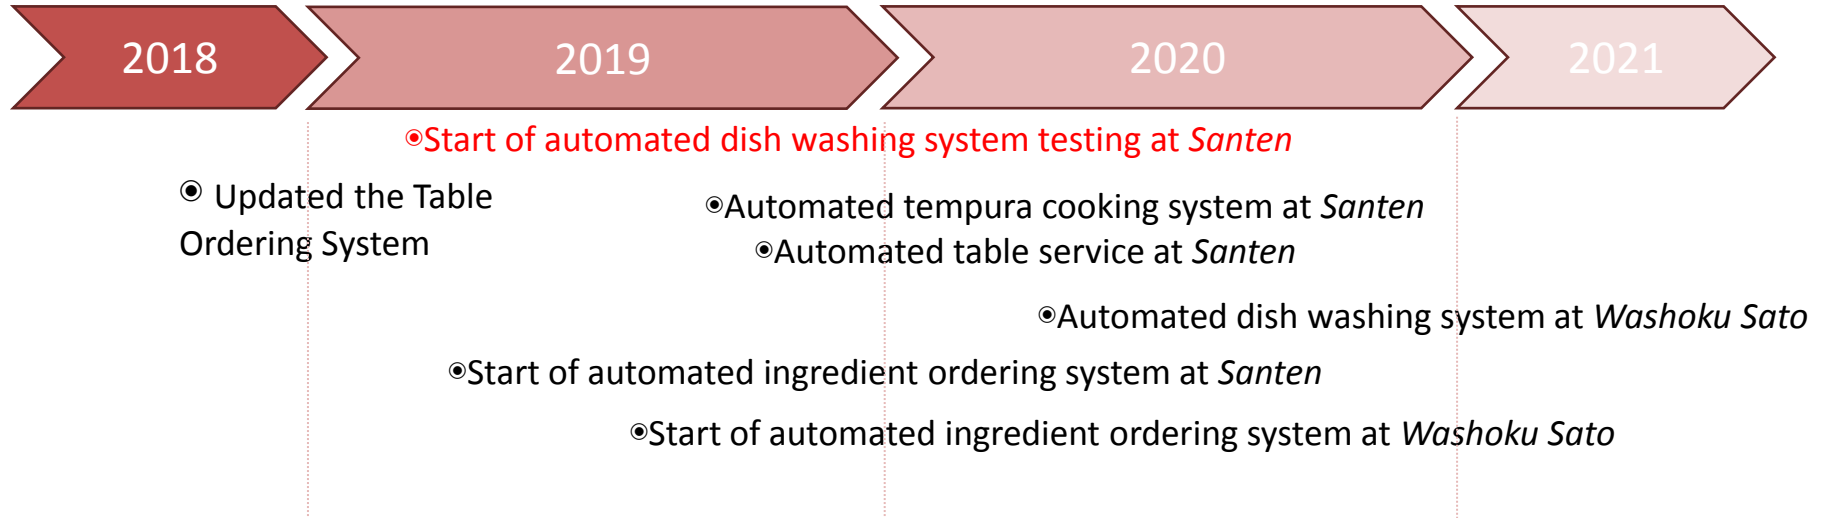 2018
2019
2020
2021
◉Start of automated dish washing system testing at Santen
◉ Updated the Table
Ordering System
◉Automated tempura cooking system at Santen
◉Automated table service at Santen
◉Automated dish washing system at Washoku Sato
◉Start of automated ingredient ordering system at Santen
◉Start of automated ingredient ordering system at Washoku Sato